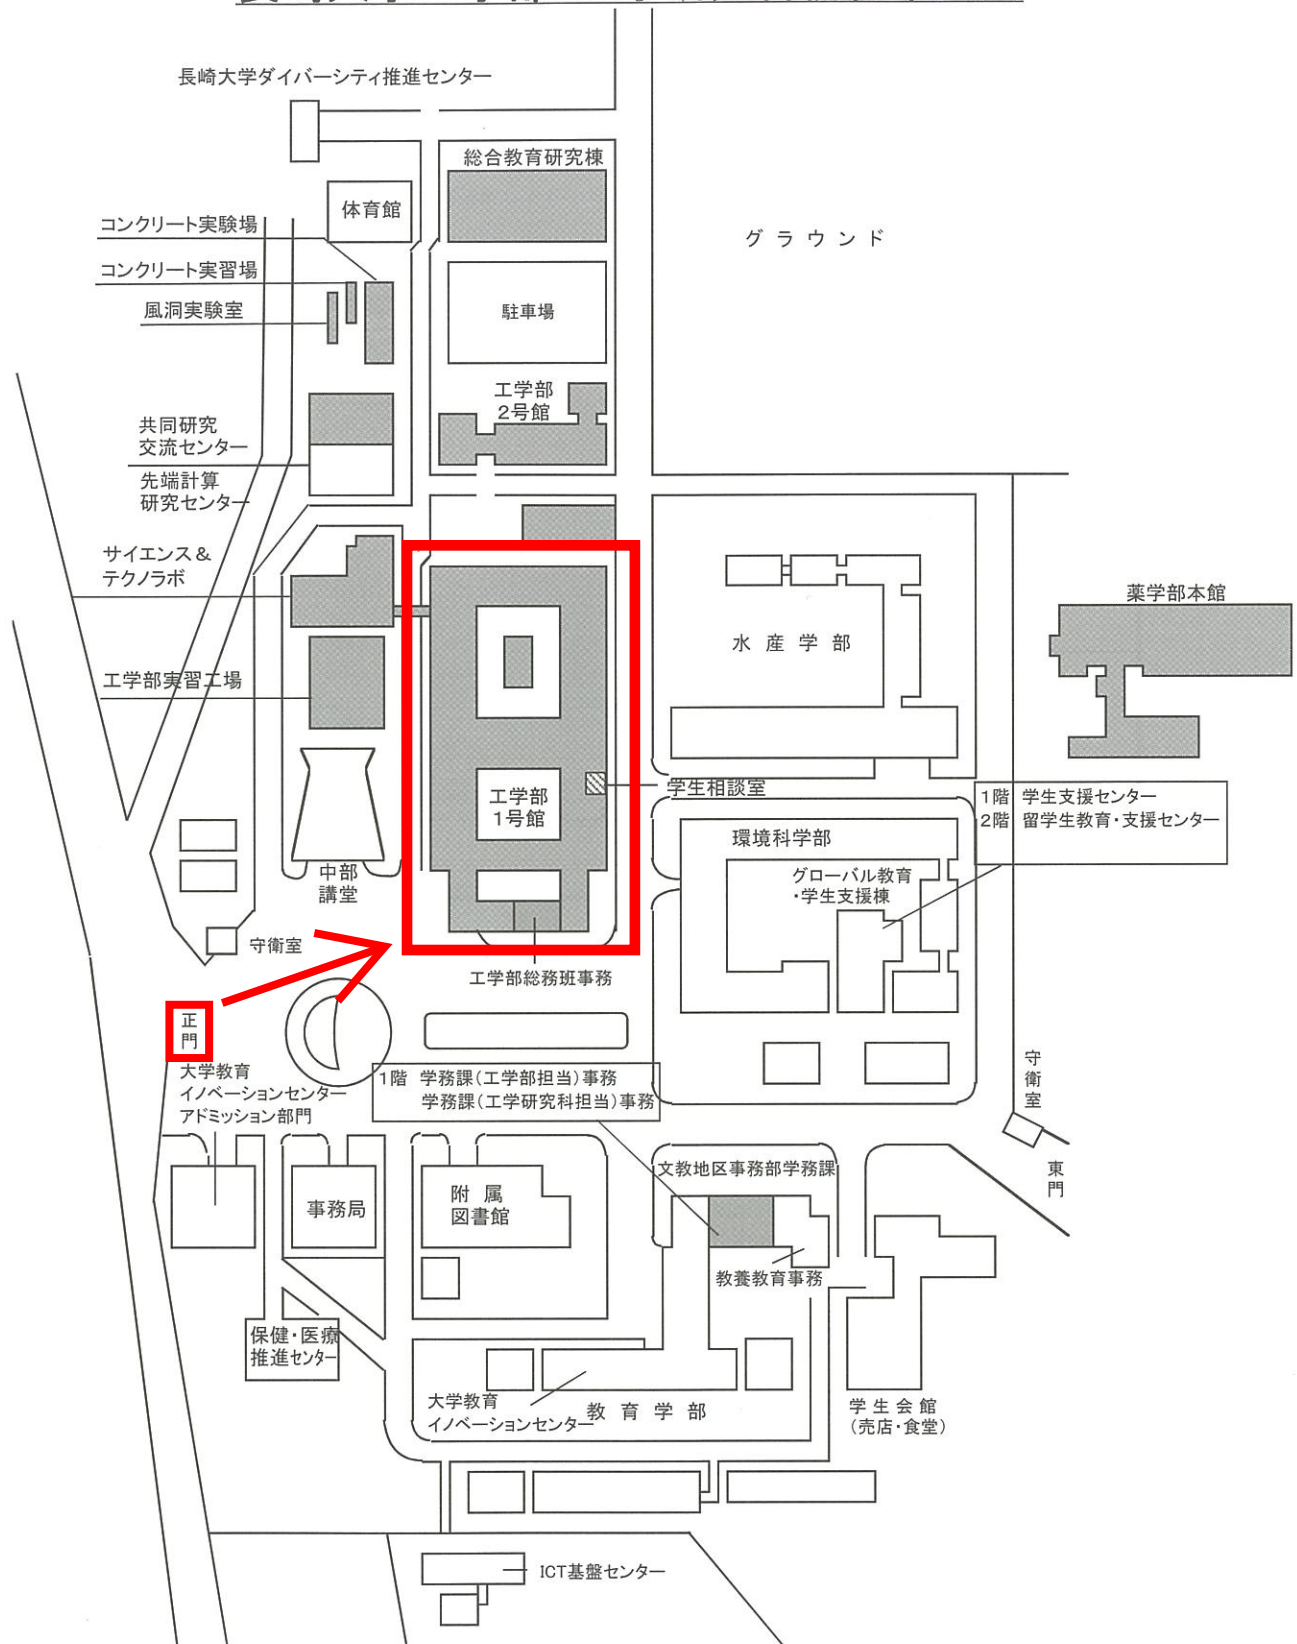 長崎大学ダイバーシティ推進センター
総合教育研究棟
体育館
コンクリート実験場
グラウンド
コンクリート実習場
風洞実験室
駐車場
工学部
2号館
共同研究
交流センター
先端計算
研究センター
サイエンス&
テクノラボ
薬学部本館
水産学部
工学部実習工場
学生相談室
工学部
1号館
1階 学生支援センター
2階 留学生教育・支援センター
環境科学部
グローバル教育
・学生支援棟
中部
講堂
守衛室
工学部総務班事務
正門
大学教育
イノベーションセンター
アドミッション部門
1階 学務課(工学部担当)事務
学務課(工学研究科担当)事務
守衛室
東門
文教地区事務部学務課
事務局
附属
図書館
教養教育事務
保健・医療
推進センター
大学教育
イノベーションセンター
教育学部
学生会館
(売店・食堂)
ICT基盤センター